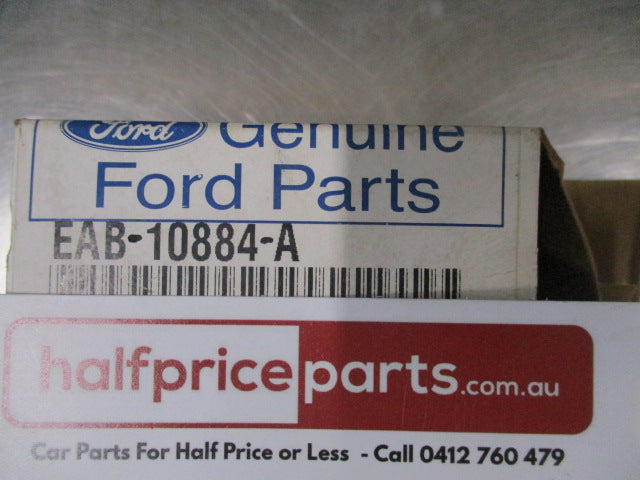 Ford Genuine
Ford Parts
EAB-10884-A
halfpriceparts.com.au
Car Parts For Half Price or Less - Call 0412 760 479